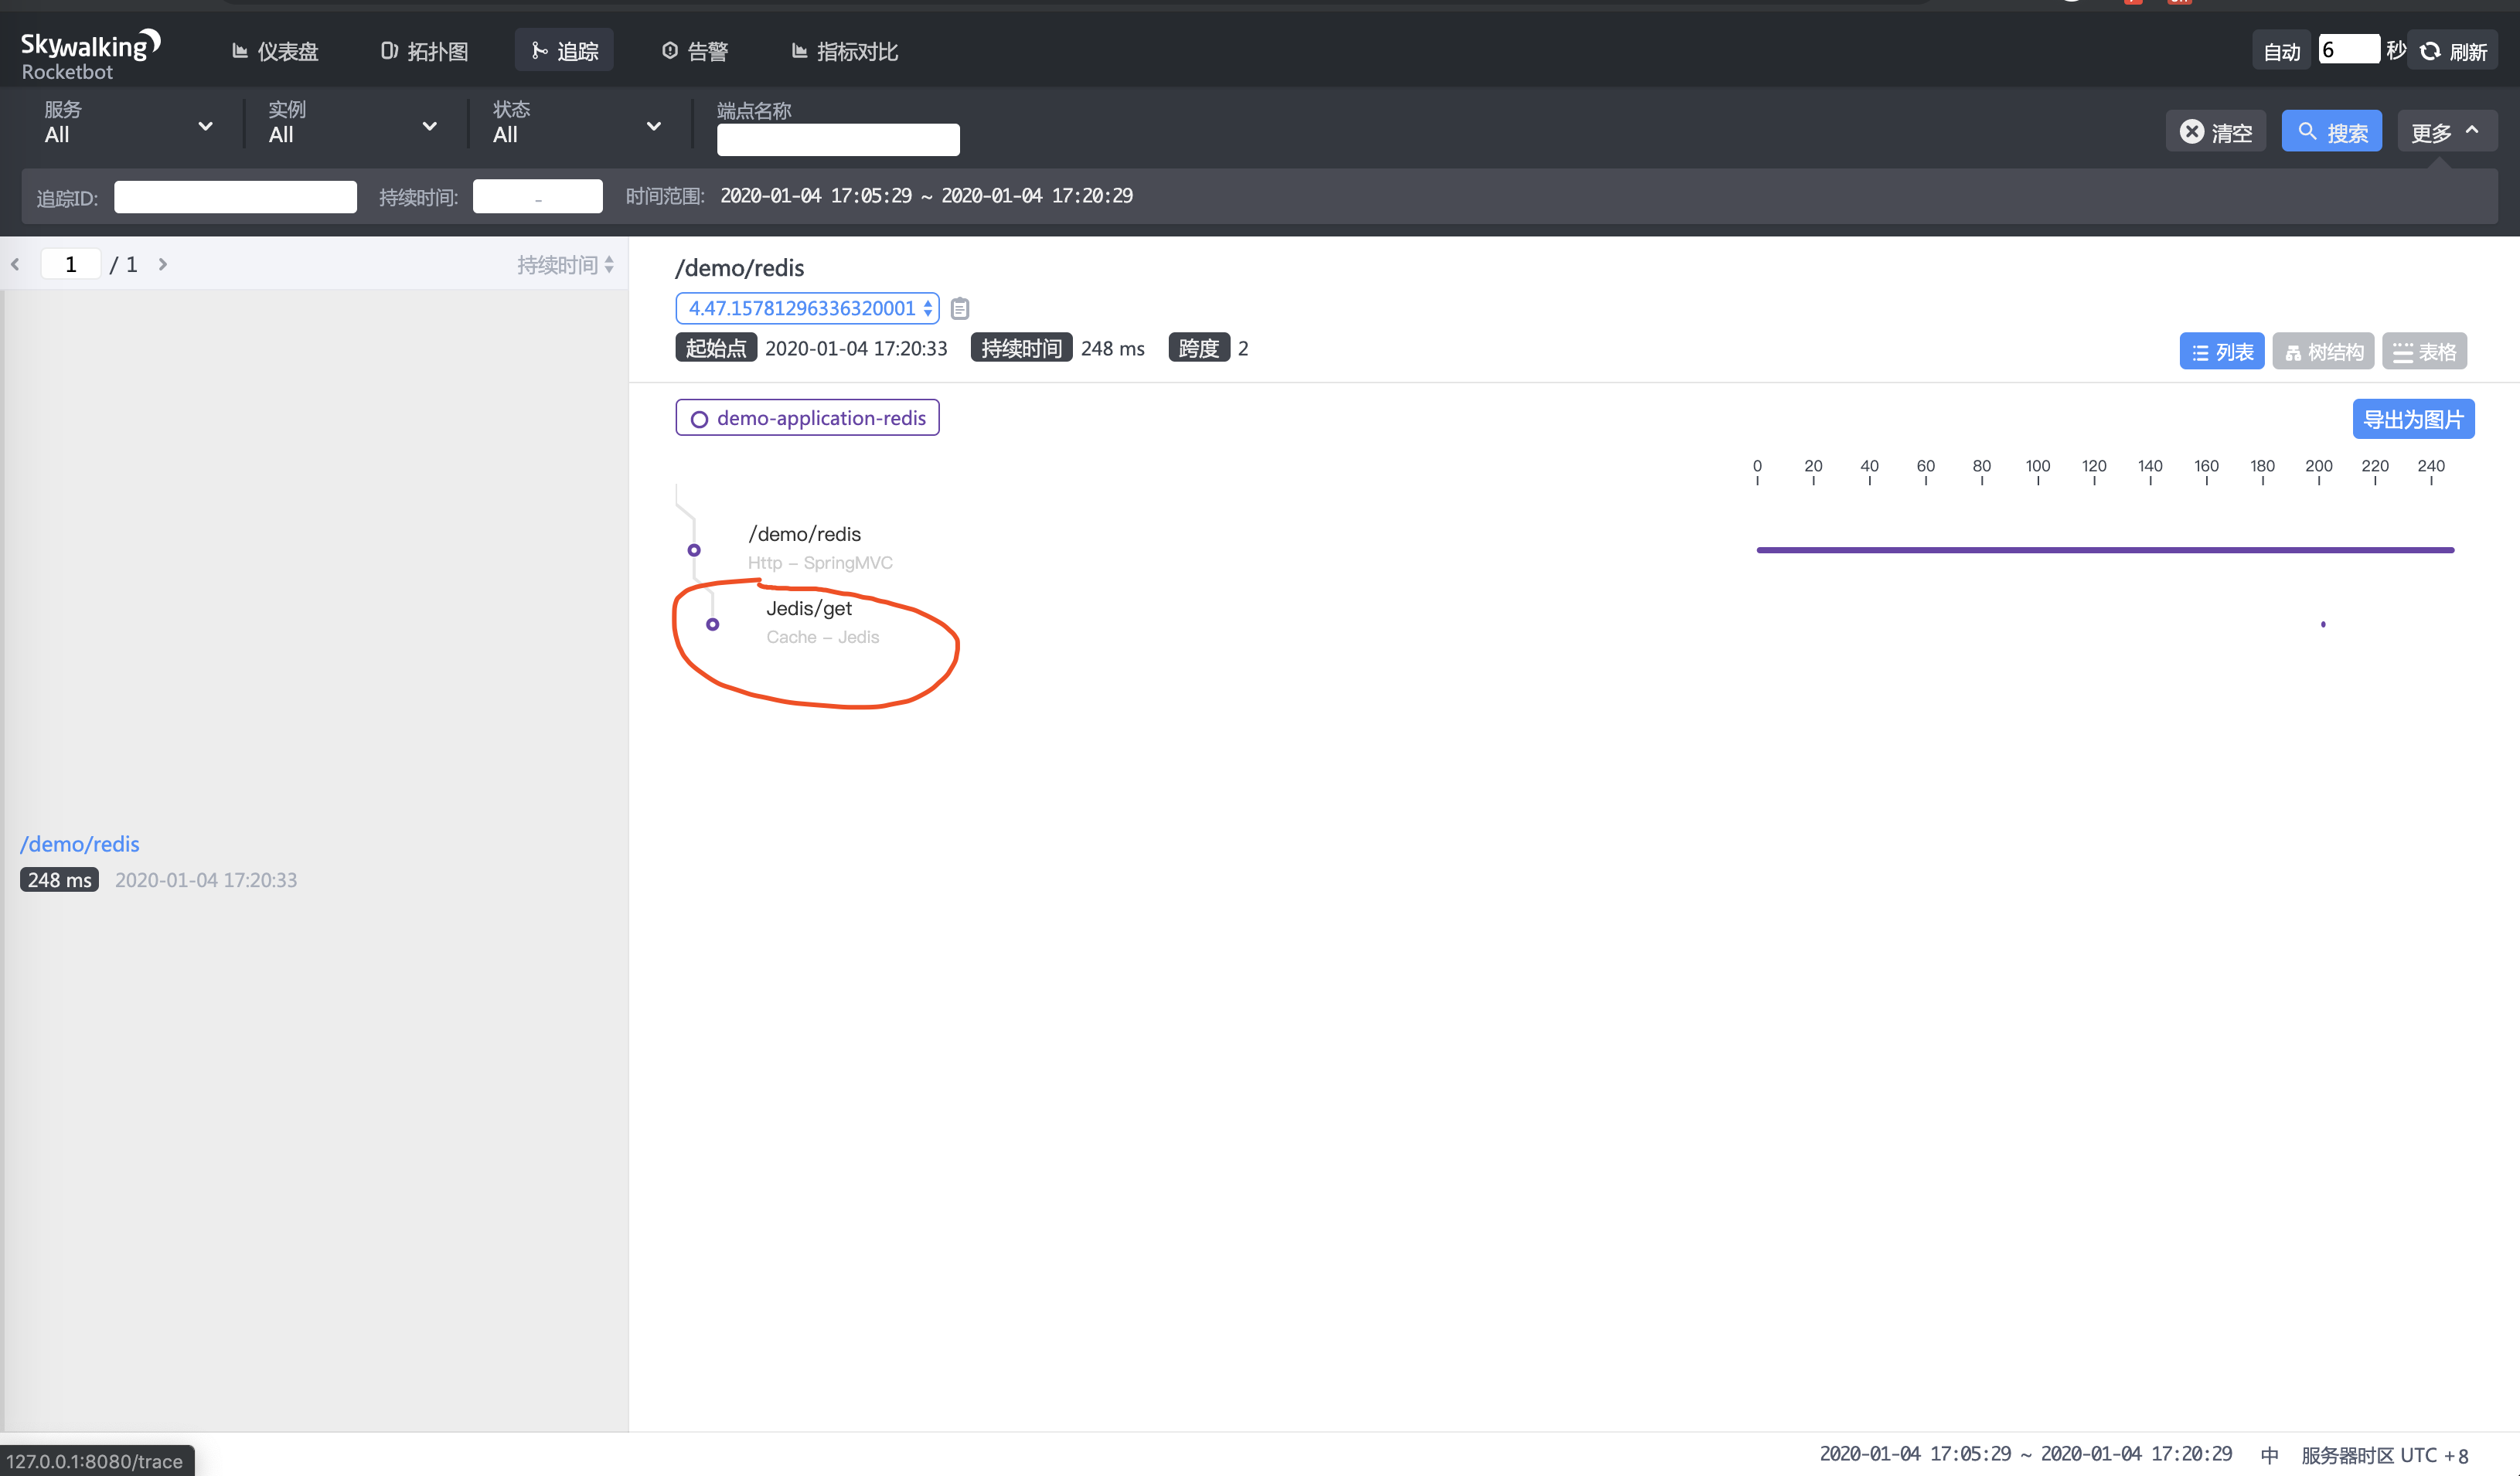 Skywalking
Rocketbot
仪表盘
拓扑图
追踪
告警
指标对比
自动
6
秒
刷新
服务
All
实例
All
状态
All
端点名称
清空
搜索
更多
追踪ID:
持续时间:
-
时间范围:
2020-01-04 17:05:29 ~ 2020-01-04 17:20:29
1
/ 1
持续时间
/demo/redis
248 ms
2020-01-04 17:20:33
/demo/redis
4.47.15781296336320001
起始点
2020-01-04 17:20:33
持续时间
248 ms
跨度
2
列表
树结构
表格
demo-application-redis
导出为图片
0 20 40 60 80 100 120 140 160 180 200 220 240
/demo/redis
Http – SpringMVC
Jedis/get
Cache – Jedis
127.0.0.1:8080/trace
2020-01-04 17:05:29 ~ 2020-01-04 17:20:29
中
服务器时区 UTC +8